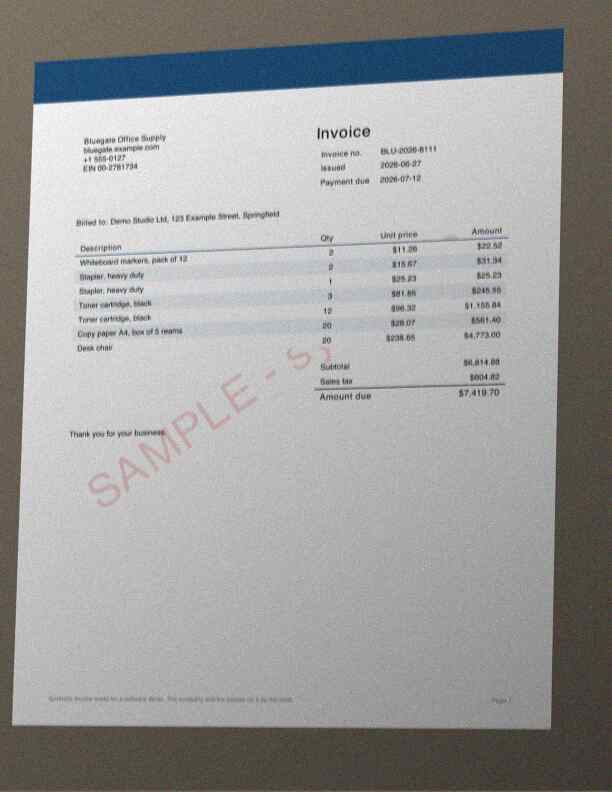 Bluegate Office Supply
bluegate.example.com
+1 555-0127
EIN 00-2781734
Invoice
Invoice no. BLU-2026-8111
Issued 2026-06-27
Payment due 2026-07-12
Billed to: Demo Studio Ltd, 123 Example Street, Springfield
Description Qty Unit price Amount
Whiteboard markers, pack of 12 2 $11.26 $22.52
Stapler, heavy duty 2 $15.67 $31.34
Stapler, heavy duty 1 $25.23 $25.23
Toner cartridge, black 3 $81.85 $245.55
Toner cartridge, black 12 $96.32 $1,155.84
Copy paper A4, box of 5 reams 20 $28.07 $561.40
Desk chair 20 $238.65 $4,773.00
Subtotal $6,814.88
Sales tax $604.82
Amount due $7,419.70
Thank you for your business.
SAMPLE - sy
Page 1